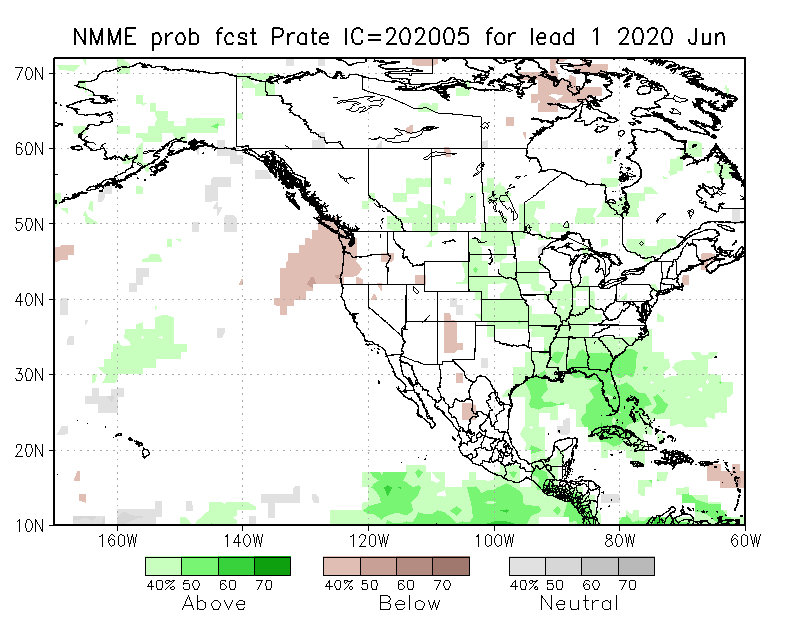 NMME prob fcst Prate IC=202005 for lead 1 2020 Jun
70N
60N
50N
40N
30N
20N
10N
160W 140W 120W 100W 80W 60W
40% 50 60 70 40% 50 60 70 40% 50 60 70
Above Below Neutral